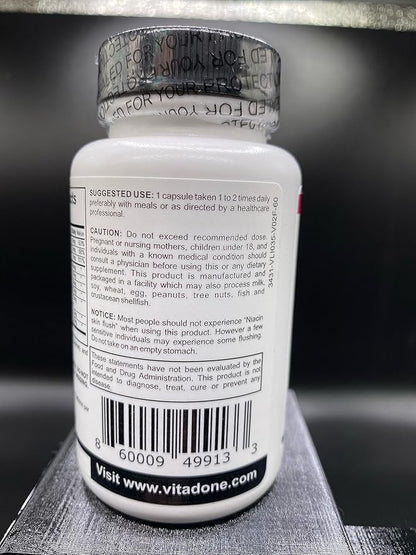 SEALED FOR YOUR PROTECTION
SUGGESTED USE: 1 capsule taken 1 to 2 times daily
preferably with meals or as directed by a healthcare
professional.
CAUTION: Do not exceed recommended dose.
Pregnant or nursing mothers, children under 18, and
individuals with a known medical condition should
consult a physician before using this or any dietary
supplement. This product is manufactured and
packaged in a facility which may also process milk,
soy, wheat, egg, peanuts, tree nuts, fish and
crustacean shellfish.
NOTICE: Most people should not experience "Niacin
skin flush" when using this product. However a few
sensitive individuals may experience some flushing.
Do not take on an empty stomach.
These statements have not been evaluated by the
Food and Drug Administration. This product is not
intended to diagnose, treat, cure or prevent any
disease.
8 60009 49913 3
Visit www.vitadone.com